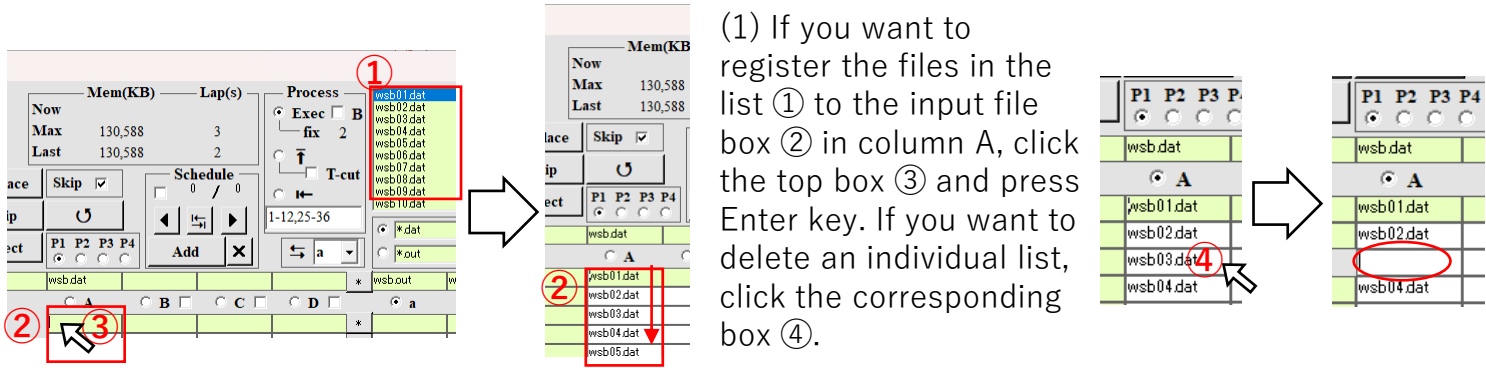 ①
Mem(KB) Lap(s)
Now
Max 130,588 3
Last 130,588 2
ace Skip
ip
ect P1 P2 P3 P4
Schedule
0 / 0
Add
Process
Exec B
fix 2
T-cut
1-12,25-36
a
wsb01.dat
wsb02.dat
wsb03.dat
wsb04.dat
wsb05.dat
wsb06.dat
wsb07.dat
wsb08.dat
wsb09.dat
wsb10.dat
*.dat
*.out
wsb.dat * wsb.out w
A B C D a
② ③ *
Mem(KB
Now
Max 130,588
Last 130,588
lace Skip
ip
ect P1 P2 P3 P4
wsb.dat
A
② wsb01.dat
wsb02.dat
wsb03.dat
wsb04.dat
wsb05.dat
(1) If you want to
register the files in the
list ① to the input file
box ② in column A, click
the top box ③ and press
Enter key. If you want to
delete an individual list,
click the corresponding
box ④.
P1 P2 P3 P
wsb.dat
A
wsb01.dat
wsb02.dat
wsb03.dat ④
wsb04.dat
P1 P2 P3 P4
wsb.dat
A
wsb01.dat
wsb02.dat
wsb04.dat